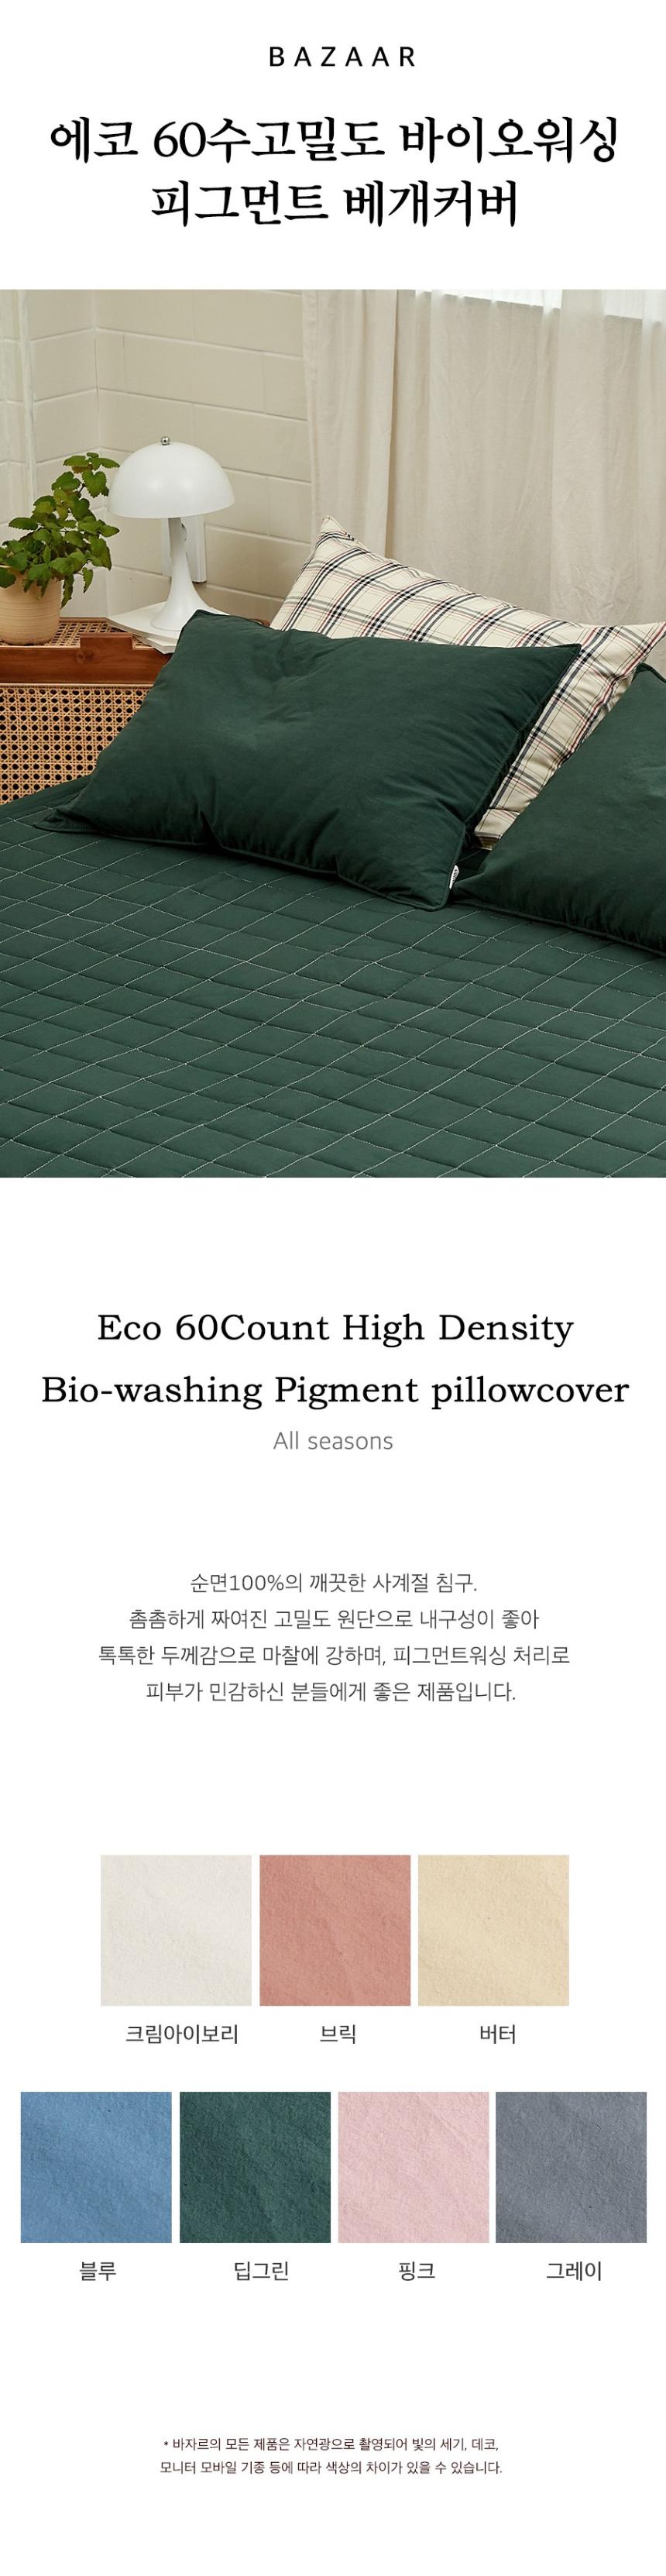 BAZAAR
에코 60수고밀도 바이오워싱
피그먼트 베개커버
Eco 60Count High Density
Bio-washing Pigment pillowcover
All seasons
순면100%의 깨끗한 사계절 침구.
촘촘하게 짜여진 고밀도 원단으로 내구성이 좋아
톡톡한 두께감으로 마찰에 강하며, 피그먼트워싱 처리로
피부가 민감하신 분들에게 좋은 제품입니다.
크림아이보리 브릭 버터
블루 딥그린 핑크 그레이
* 바자르의 모든 제품은 자연광으로 촬영되어 빛의 세기, 데코,
모니터 모바일 기종 등에 따라 색상의 차이가 있을 수 있습니다.